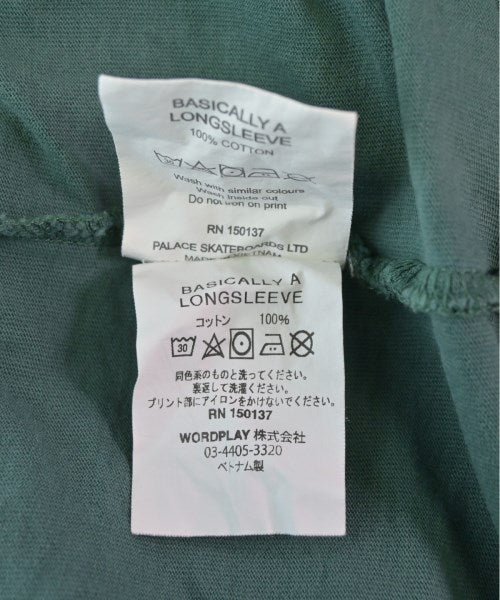 BASICALLY A
LONGSLEEVE
100% COTTON
Wash with similar colours
Wash inside out
Do not iron on print
RN 150137
PALACE SKATEBOARDS LTD
MADE IN VIETNAM
BASICALLY A
LONGSLEEVE
コットン 100%
30
同色系のものと洗ってください。
裏返して洗濯ください。
プリント部にアイロンをかけないでください。
RN 150137
WORDPLAY 株式会社
03-4405-3320
ベトナム製